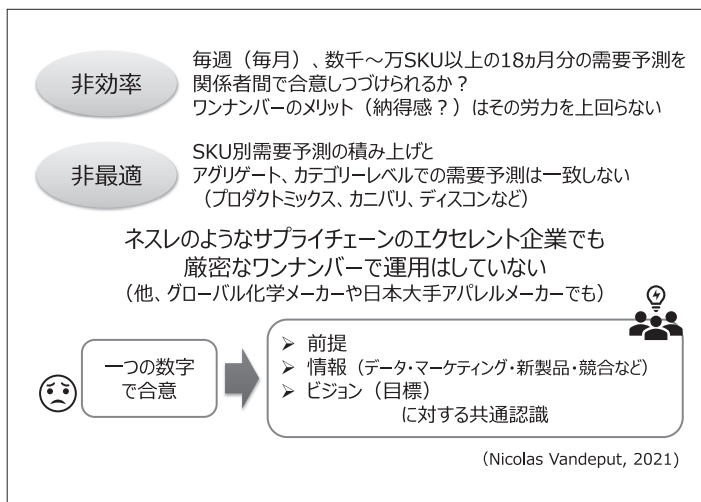 非効率
毎週（毎月）、数千～万SKU以上の18ヵ月分の需要予測を
関係者間で合意しつづけられるか？
ワンナンバーのメリット（納得感？）はその労力を上回らない
非最適
SKU別需要予測の積み上げと
アグリゲート、カテゴリーレベルでの需要予測は一致しない
（プロダクトミックス、カニバリ、ディスコンなど）
ネスレのようなサプライチェーンのエクセレント企業でも
厳密なワンナンバーで運用はしていない
（他、グローバル化学メーカーや日本大手アパレルメーカーでも）
一つの数字
で合意
➢ 前提
➢ 情報（データ・マーケティング・新製品・競合など）
➢ ビジョン（目標）
に対する共通認識
（Nicolas Vandeput, 2021）